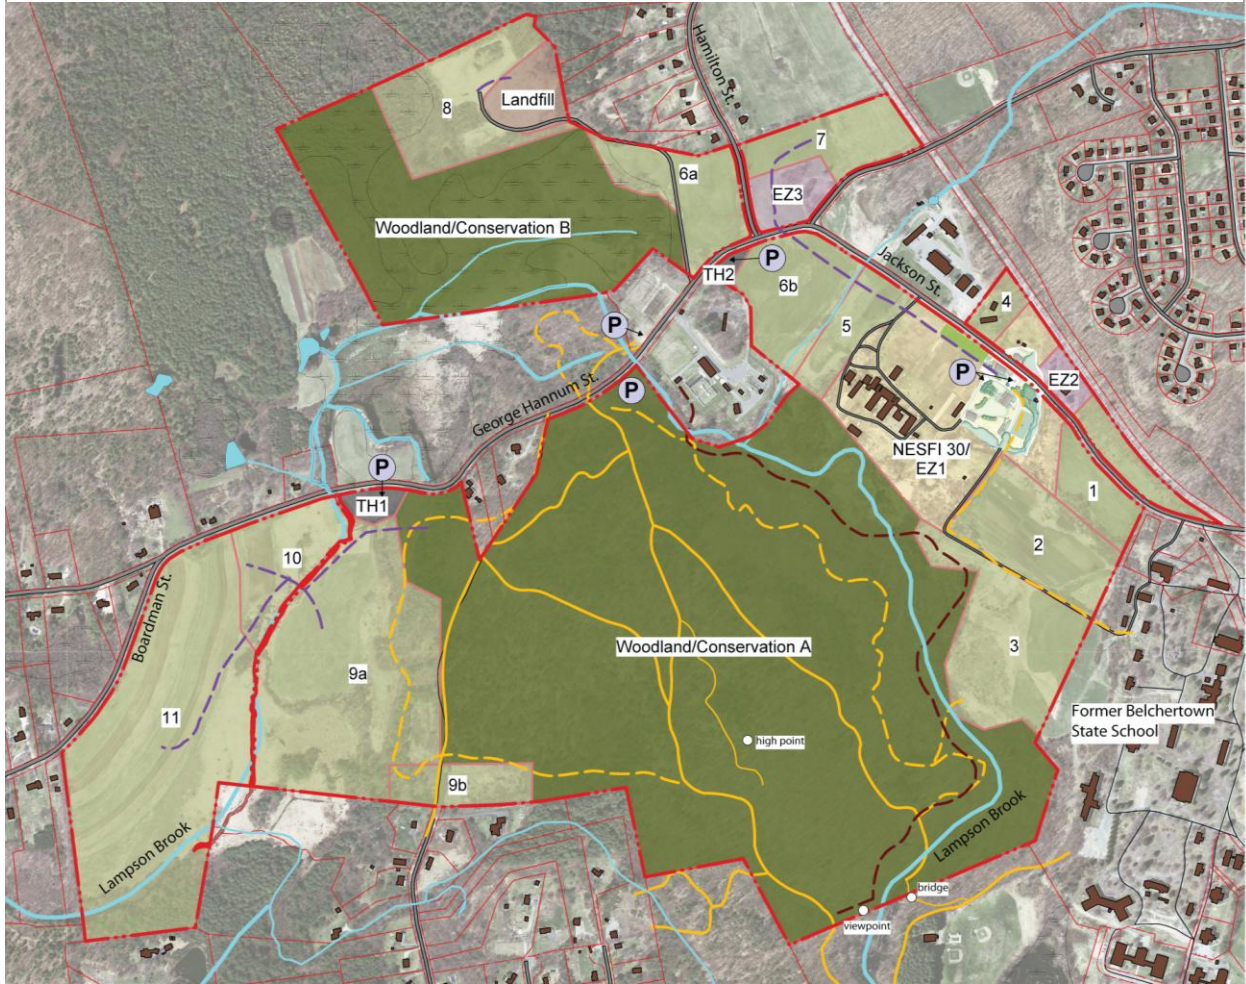 Hamilton St.
8
Landfill
7
6a
EZ3
Woodland/Conservation B
P
TH2
6b
Jackson St.
4
5
P
P
EZ2
P
George Hannum St.
NESFI 30/
EZ1
P
TH1
1
2
10
Boardman St.
Woodland/Conservation A
3
9a
11
Former Belchertown
State School
high point
9b
Lampson Brook
Lampson Brook
bridge
viewpoint